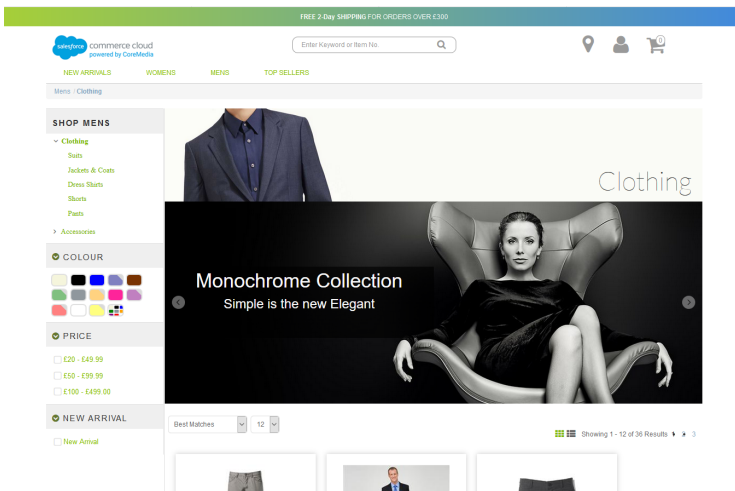 FREE 2-Day SHIPPING FOR ORDERS OVER £300
salesforce commerce cloud
powered by CoreMedia
Enter Keyword or Item No.
0
NEW ARRIVALS WOMENS MENS TOP SELLERS
Mens / Clothing
SHOP MENS
Clothing
Suits
Jackets & Coats
Dress Shirts
Shorts
Pants
Accessories
Clothing
COLOUR
Monochrome Collection
Simple is the new Elegant
PRICE
£20 - £49.99
£50 - £99.99
£100 - £499.00
NEW ARRIVAL
New Arrival
Best Matches 12
Showing 1 - 12 of 36 Results 3